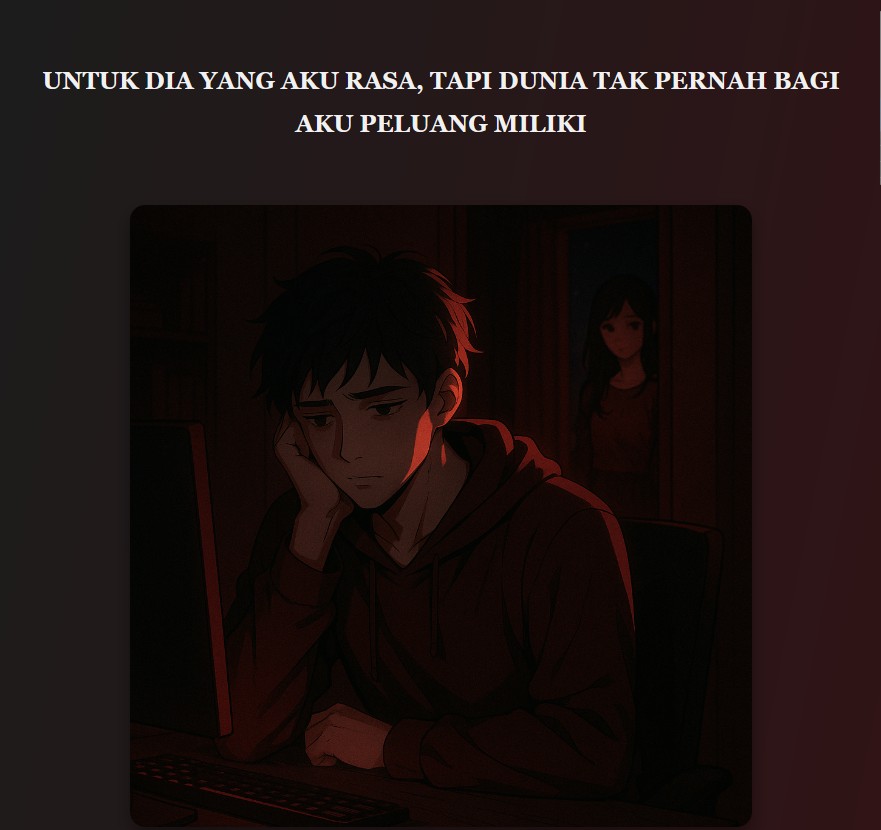 UNTUK DIA YANG AKU RASA, TAPI DUNIA TAK PERNAH BAGI
AKU PELUANG MILIKI